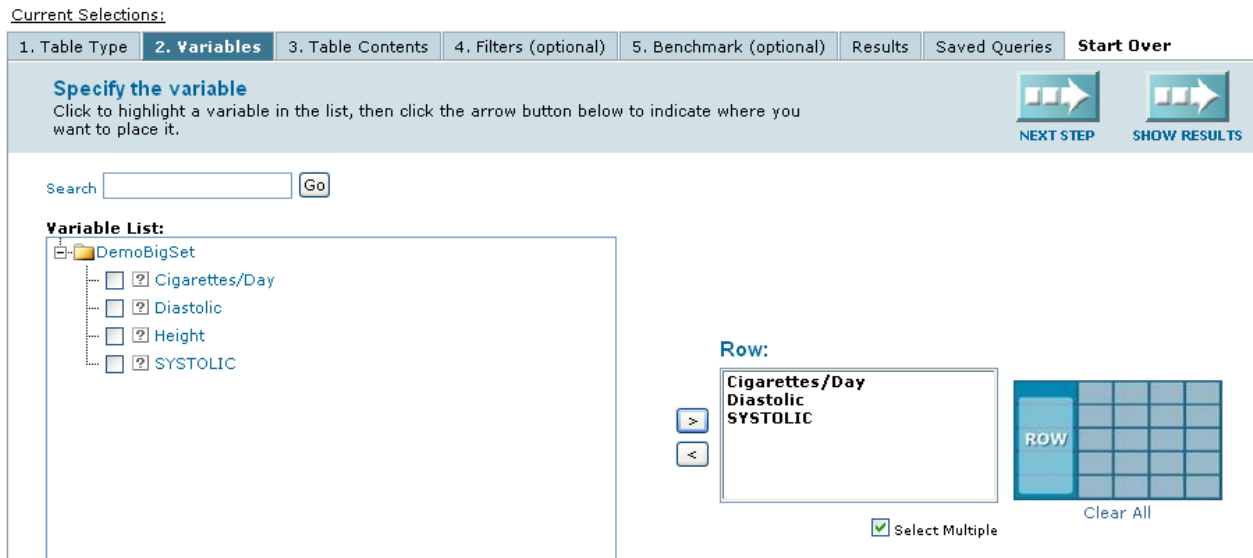 Current Selections:
1. Table Type 2. Variables 3. Table Contents 4. Filters (optional) 5. Benchmark (optional) Results Saved Queries Start Over
Specify the variable
Click to highlight a variable in the list, then click the arrow button below to indicate where you
want to place it.
NEXT STEP SHOW RESULTS
Search Go
Variable List:
DemoBigSet
? Cigarettes/Day
? Diastolic
? Height
? SYSTOLIC
Row:
Cigarettes/Day
Diastolic
SYSTOLIC
>
<
ROW
Clear All
Select Multiple